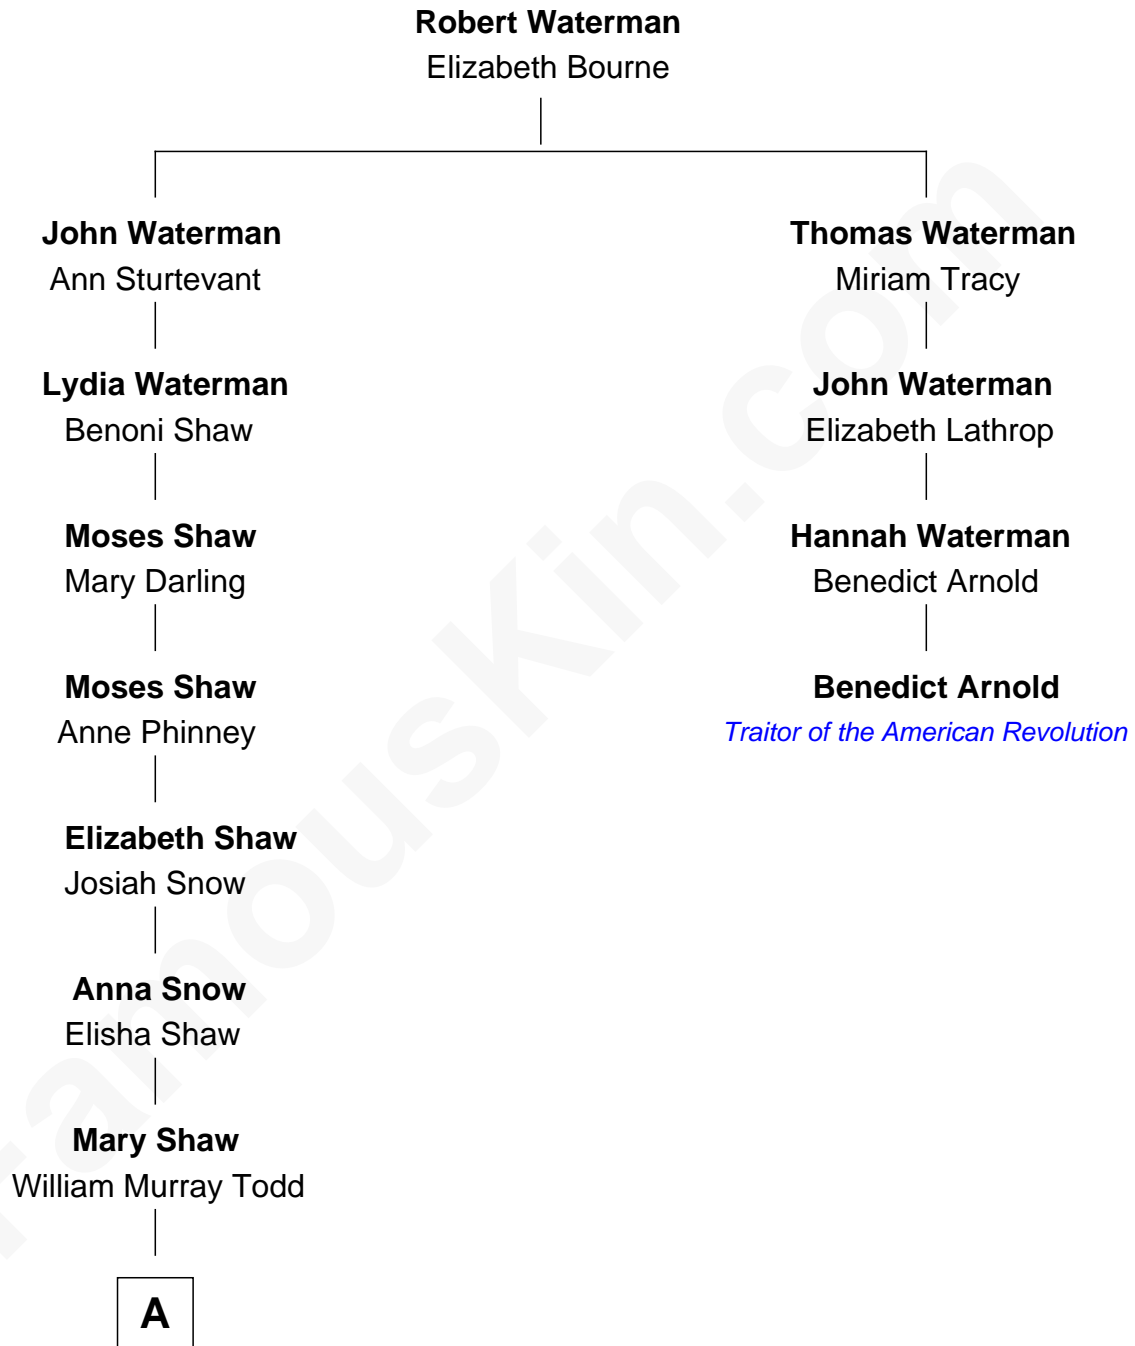 Robert Waterman
Elizabeth Bourne
John Waterman
Ann Sturtevant
Thomas Waterman
Miriam Tracy
Lydia Waterman
Benoni Shaw
John Waterman
Elizabeth Lathrop
Moses Shaw
Mary Darling
Hannah Waterman
Benedict Arnold
Moses Shaw
Anne Phinney
Benedict Arnold
Traitor of the American Revolution
Elizabeth Shaw
Josiah Snow
Anna Snow
Elisha Shaw
Mary Shaw
William Murray Todd
A
FamousKin.com